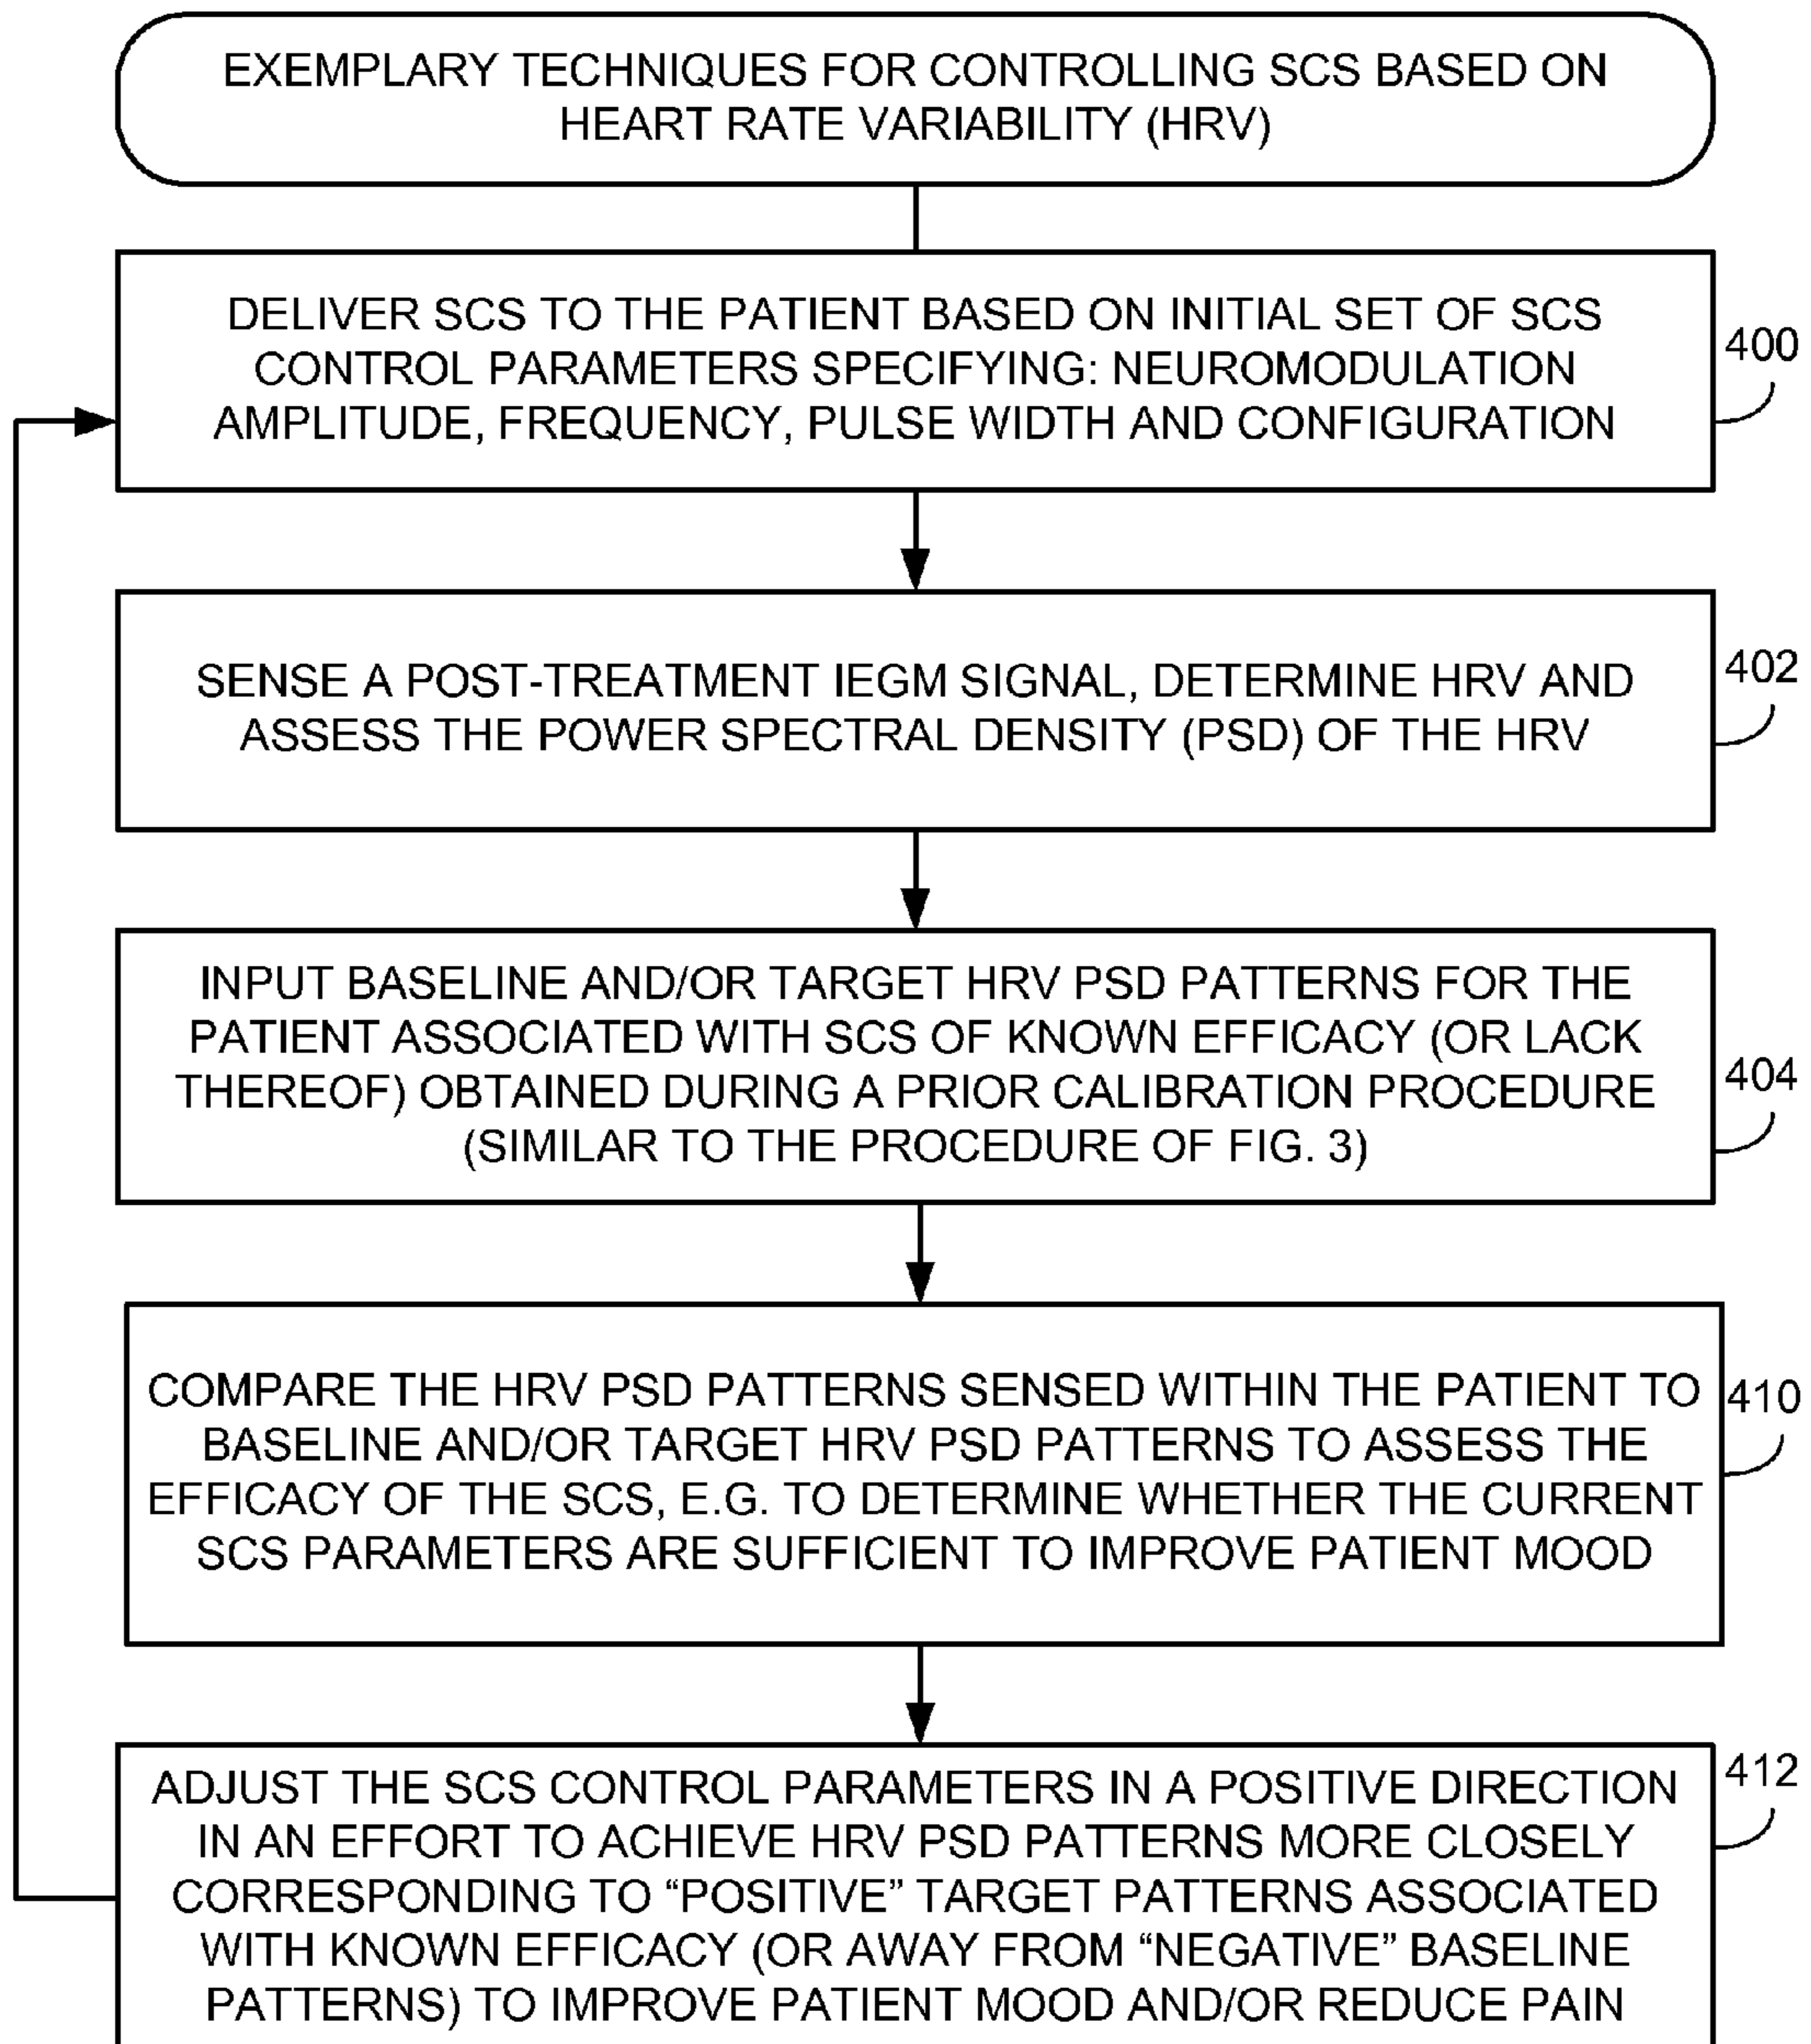 EXEMPLARY TECHNIQUES FOR CONTROLLING SCS BASED ON
HEART RATE VARIABILITY (HRV)
DELIVER SCS TO THE PATIENT BASED ON INITIAL SET OF SCS
CONTROL PARAMETERS SPECIFYING: NEUROMODULATION
AMPLITUDE, FREQUENCY, PULSE WIDTH AND CONFIGURATION
400
SENSE A POST-TREATMENT IEGM SIGNAL, DETERMINE HRV AND
ASSESS THE POWER SPECTRAL DENSITY (PSD) OF THE HRV
402
INPUT BASELINE AND/OR TARGET HRV PSD PATTERNS FOR THE
PATIENT ASSOCIATED WITH SCS OF KNOWN EFFICACY (OR LACK
THEREOF) OBTAINED DURING A PRIOR CALIBRATION PROCEDURE
(SIMILAR TO THE PROCEDURE OF FIG. 3)
404
COMPARE THE HRV PSD PATTERNS SENSED WITHIN THE PATIENT TO
BASELINE AND/OR TARGET HRV PSD PATTERNS TO ASSESS THE
EFFICACY OF THE SCS, E.G. TO DETERMINE WHETHER THE CURRENT
SCS PARAMETERS ARE SUFFICIENT TO IMPROVE PATIENT MOOD
410
ADJUST THE SCS CONTROL PARAMETERS IN A POSITIVE DIRECTION
IN AN EFFORT TO ACHIEVE HRV PSD PATTERNS MORE CLOSELY
CORRESPONDING TO “POSITIVE” TARGET PATTERNS ASSOCIATED
WITH KNOWN EFFICACY (OR AWAY FROM “NEGATIVE” BASELINE
PATTERNS) TO IMPROVE PATIENT MOOD AND/OR REDUCE PAIN
412